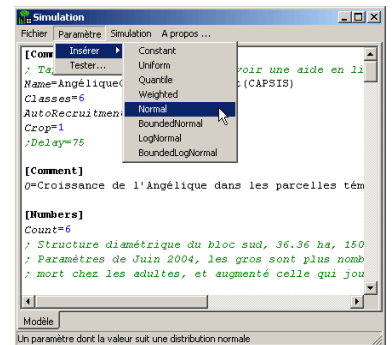 Simulation
Fichier Paramètre Simulation A propos ...
Insérer
Tester...
Constant
Uniform
Quantile
Weighted
Normal
BoundedNormal
LogNormal
BoundedLogNormal
[Com
; Ta voir une aide en li
Name=Angélique t(CAPSIS)
Classes=6
AutoRecruitmen
Crop=1
;Delay=75
[Comment]
0=Croissance de l'Angélique dans les parcelles tém
[Numbers]
Count=6
; Structure diamétrique du bloc sud, 36.36 ha, 150
; Paramètres de Juin 2004, les gros sont plus nomb
; mort chez les adultes, et augmenté celle qui jou
Modèle
Un paramètre dont la valeur suit une distribution normale